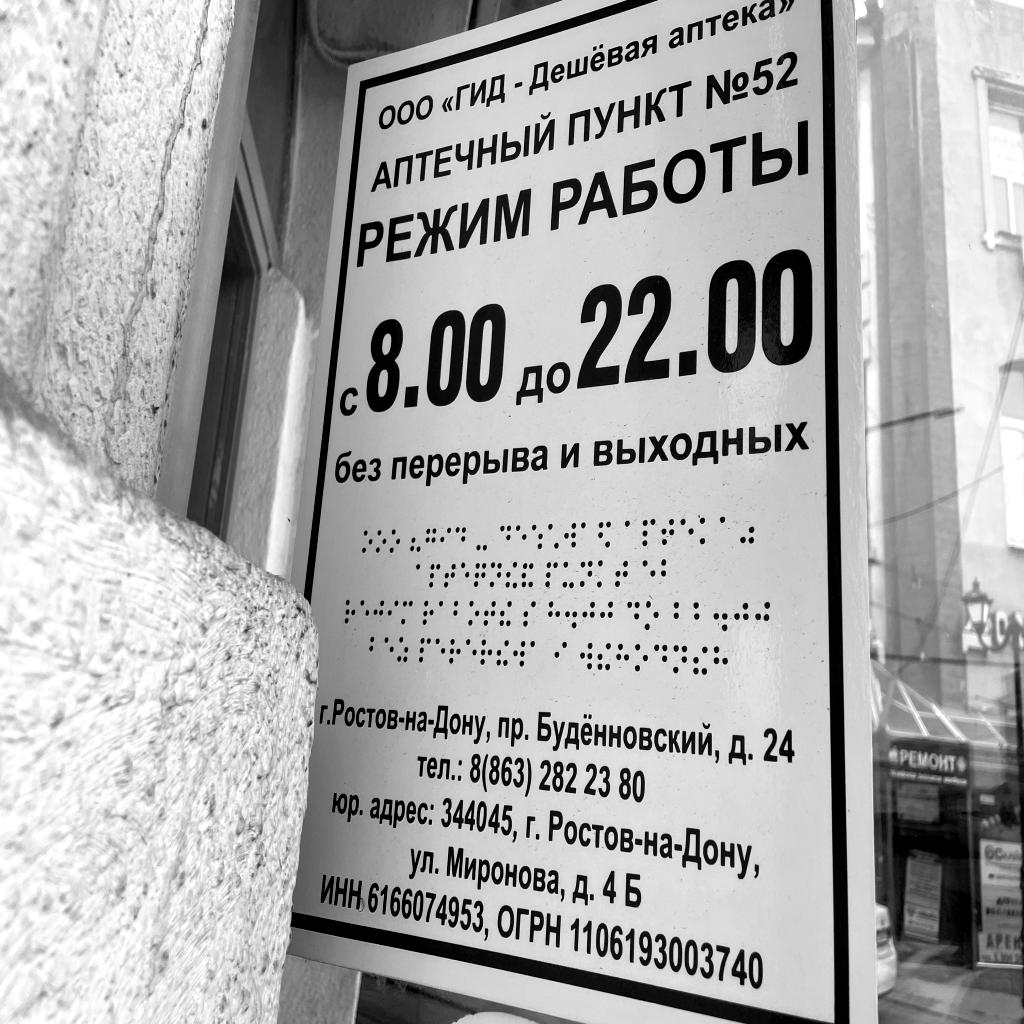 ООО «ГИД - Дешёвая аптека»
АПТЕЧНЫЙ ПУНКТ №52
РЕЖИМ РАБОТЫ
с 8.00 до 22.00
без перерыва и выходных
г.Ростов-на-Дону, пр. Будённовский, д. 24
тел.: 8(863) 282 23 80
юр. адрес: 344045, г. Ростов-на-Дону,
ул. Миронова, д. 4 Б
ИНН 6166074953, ОГРН 1106193003740
РЕМОНТ